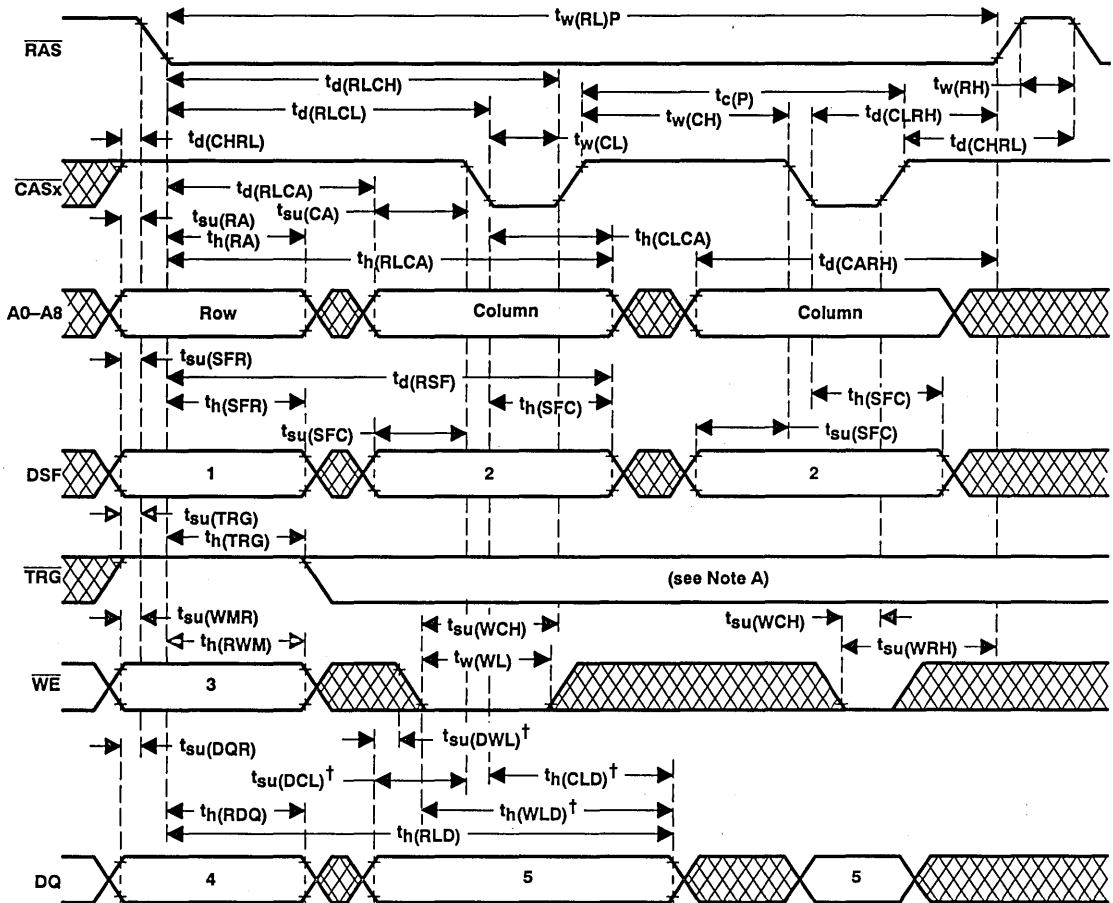 tw(RL)P
RAS
td(RLCH)
tw(RH)
tc(P)
td(RLCL)
tw(CH)
td(CLRH)
td(CHRL)
tw(CL)
td(CHRL)
CASx
td(RLCA)
tsu(RA)
tsu(CA)
th(RA)
th(CLCA)
th(RLCA)
td(CARH)
A0–A8
Row
Column
Column
tsu(SFR)
td(RSF)
th(SFR)
th(SFC)
th(SFC)
tsu(SFC)
tsu(SFC)
DSF
1
2
2
tsu(TRG)
th(TRG)
TRG
(see Note A)
tsu(WMR)
tsu(WCH)
tsu(WCH)
th(RWM)
tw(WL)
tsu(WRH)
WE
3
tsu(DQR)
tsu(DWL)†
tsu(DCL)†
th(CLD)†
th(RDQ)
th(WLD)†
th(RLD)
DQ
4
5
5